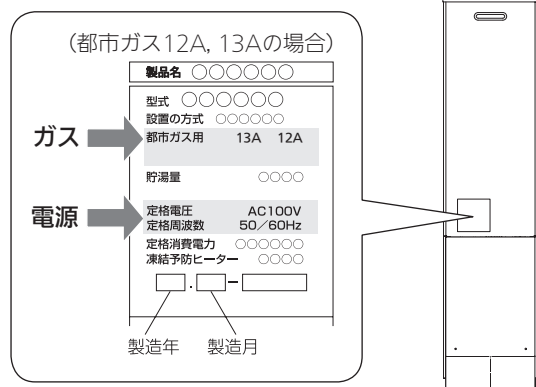 (都市ガス12A, 13Aの場合)
製品名 ○○○○○○
型式 ○○○○○○
設置の方式 ○○○○○○
ガス
都市ガス用 13A 12A
貯湯量 ○○○○
電源
定格電圧 AC100V
定格周波数 50/60Hz
定格消費電力 ○○○○○○
凍結予防ヒーター ○○○○
. -
製造年 製造月